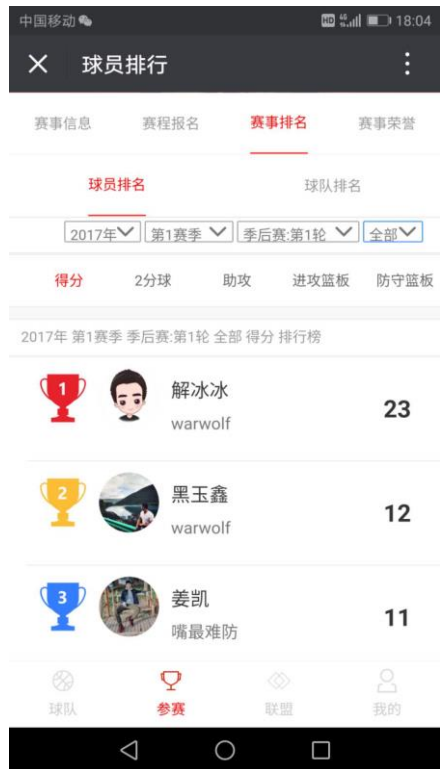 中国移动 HD 4G 18:04
球员排行
赛事信息 赛程报名 赛事排名 赛事荣誉
球员排名 球队排名
2017年 第1赛季 季后赛:第1轮 全部
得分 2分球 助攻 进攻篮板 防守篮板
2017年 第1赛季 季后赛:第1轮 全部 得分 排行榜
1 解冰冰
warwolf
23
2 黑玉鑫
warwolf
12
3 姜凯
嘴最难防
11
球队 参赛 联盟 我的